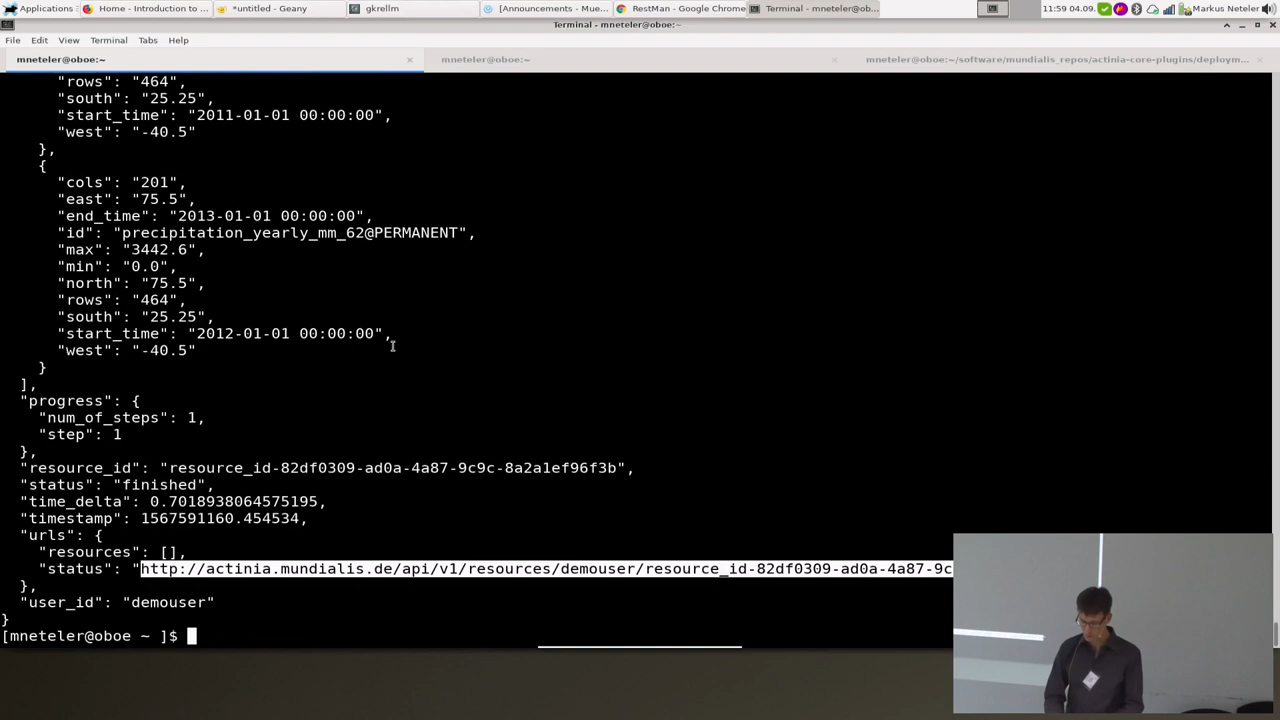 Applications
Home - Introduction to ...
*untitled - Geany
gkrellm
[Announcements - Mue...
RestMan - Google Chrome
Terminal - mneteler@ob...
11:59 04.09.
Markus Neteler
Terminal - mneteler@oboe:~
File Edit View Terminal Tabs Help
mneteler@oboe:~
mneteler@oboe:~
mneteler@oboe:~/software/mundialis_repos/actinia-core-plugins/deploym...
"rows": "464",
"south": "25.25",
"start_time": "2011-01-01 00:00:00",
"west": "-40.5"
},
{
"cols": "201",
"east": "75.5",
"end_time": "2013-01-01 00:00:00",
"id": "precipitation_yearly_mm_62@PERMANENT",
"max": "3442.6",
"min": "0.0",
"north": "75.5",
"rows": "464",
"south": "25.25",
"start_time": "2012-01-01 00:00:00",
"west": "-40.5"
}
],
"progress": {
"num_of_steps": 1,
"step": 1
},
"resource_id": "resource_id-82df0309-ad0a-4a87-9c9c-8a2a1ef96f3b",
"status": "finished",
"time_delta": 0.7018938064575195,
"timestamp": 1567591160.454534,
"urls": {
"resources": [],
"status": "http://actinia.mundialis.de/api/v1/resources/demouser/resource_id-82df0309-ad0a-4a87-9c
},
"user_id": "demouser"
}
[mneteler@oboe ~ ]$